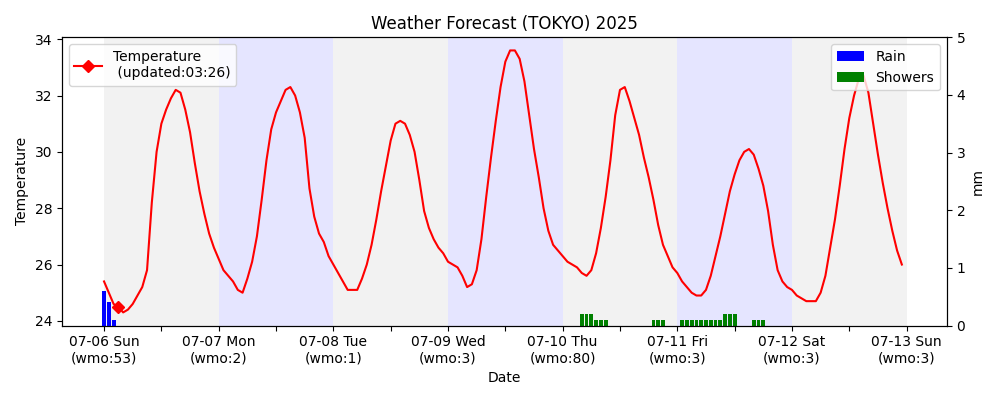 Weather Forecast (TOKYO) 2025
Temperature
(updated:03:26)
Rain
Showers
34
32
30
28
26
24
Temperature
5
4
3
2
1
0
mm
07-06 Sun
(wmo:53)
07-07 Mon
(wmo:2)
07-08 Tue
(wmo:1)
07-09 Wed
(wmo:3)
07-10 Thu
(wmo:80)
07-11 Fri
(wmo:3)
07-12 Sat
(wmo:3)
07-13 Sun
(wmo:3)
Date